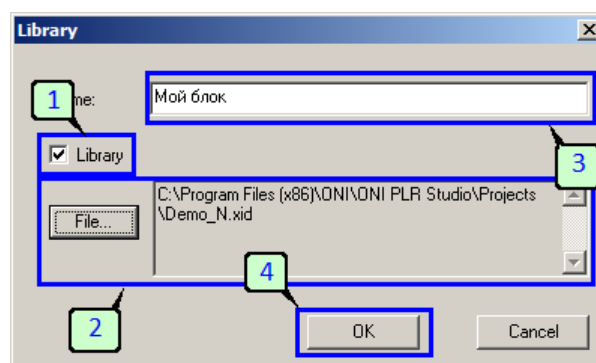 Library
1
me:
Мой блок
3
Library
File...
C:\Program Files (x86)\ONI\ONI PLR Studio\Projects
\Demo_N.xid
2
4
OK
Cancel